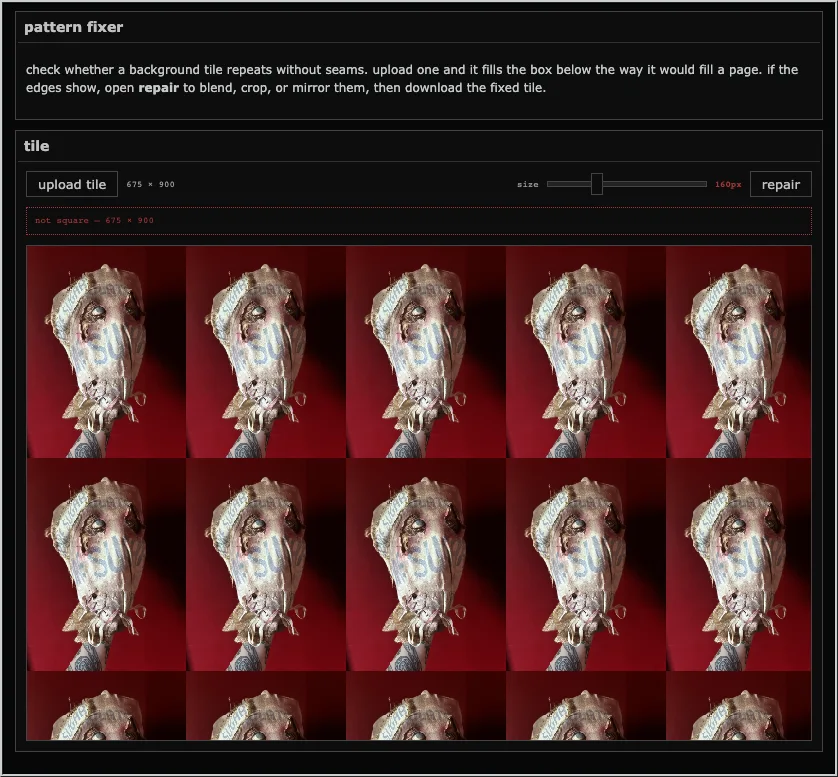 pattern fixer
check whether a background tile repeats without seams. upload one and it fills the box below the way it would fill a page. if the
edges show, open repair to blend, crop, or mirror them, then download the fixed tile.
tile
upload tile 675 × 900 size 160px repair
not square — 675 × 900